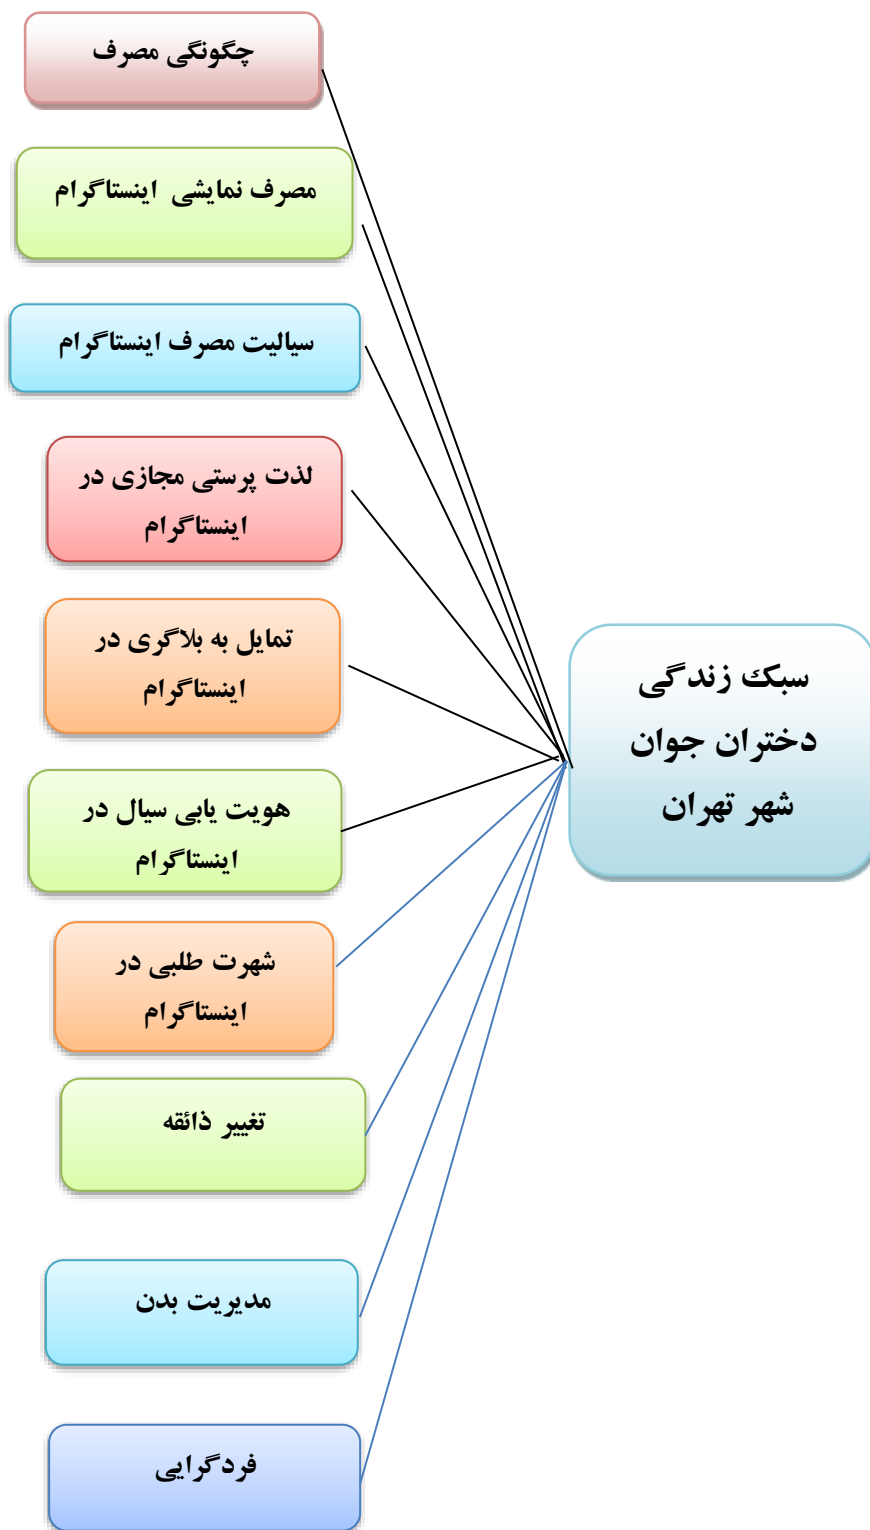 چگونگی مصرف
مصرف نمایشی اینستاگرام
سیالیت مصرف اینستاگرام
لذت پرستی مجازی در
اینستاگرام
تمایل به بلاگری در
اینستاگرام
هویت یابی سیال در
اینستاگرام
شهرت طلبی در
اینستاگرام
تغییر ذائقه
مدیریت بدن
فردگرایی
سبک زندگی
دختران جوان
شهر تهران